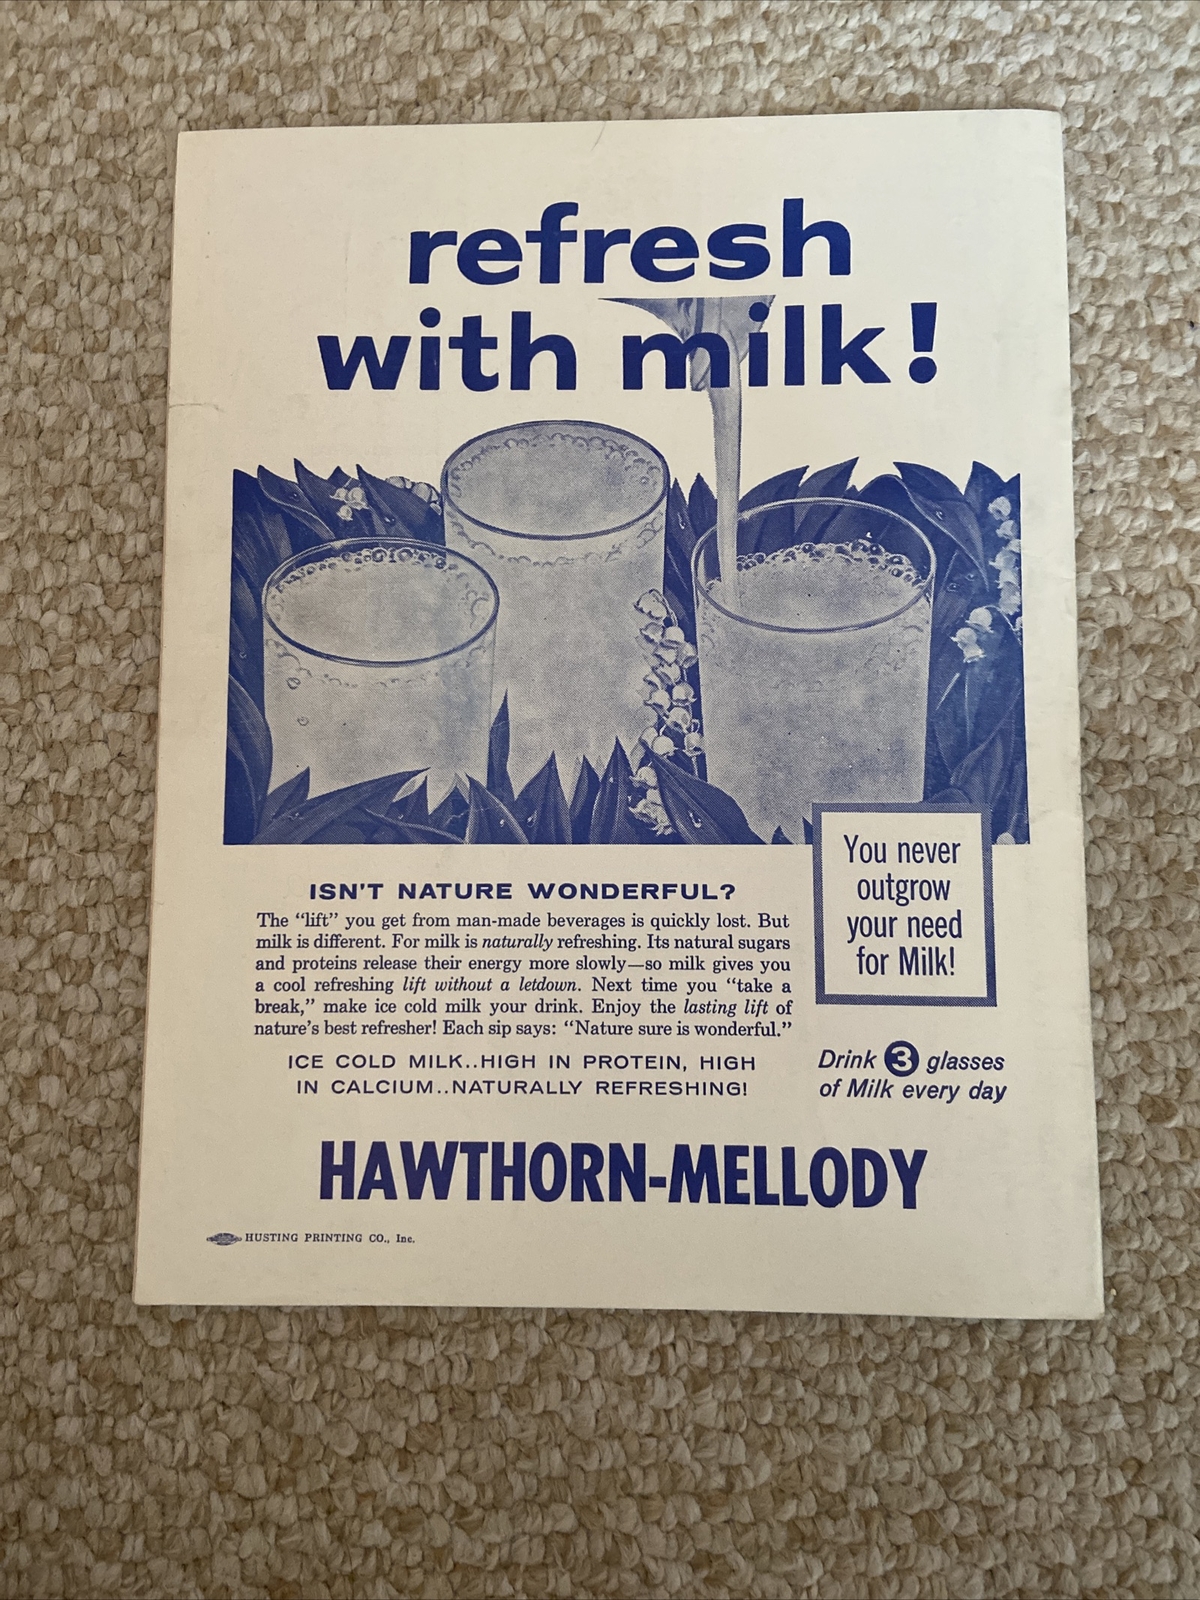 refresh
with milk!
You never
outgrow
your need
for Milk!
ISN'T NATURE WONDERFUL?
The “lift” you get from man-made beverages is quickly lost. But
milk is different. For milk is naturally refreshing. Its natural sugars
and proteins release their energy more slowly—so milk gives you
a cool refreshing lift without a letdown. Next time you “take a
break,” make ice cold milk your drink. Enjoy the lasting lift of
nature's best refresher! Each sip says: “Nature sure is wonderful.”
ICE COLD MILK..HIGH IN PROTEIN, HIGH
IN CALCIUM..NATURALLY REFRESHING!
Drink 3 glasses
of Milk every day
HAWTHORN-MELLODY
HUSTING PRINTING CO., Inc.